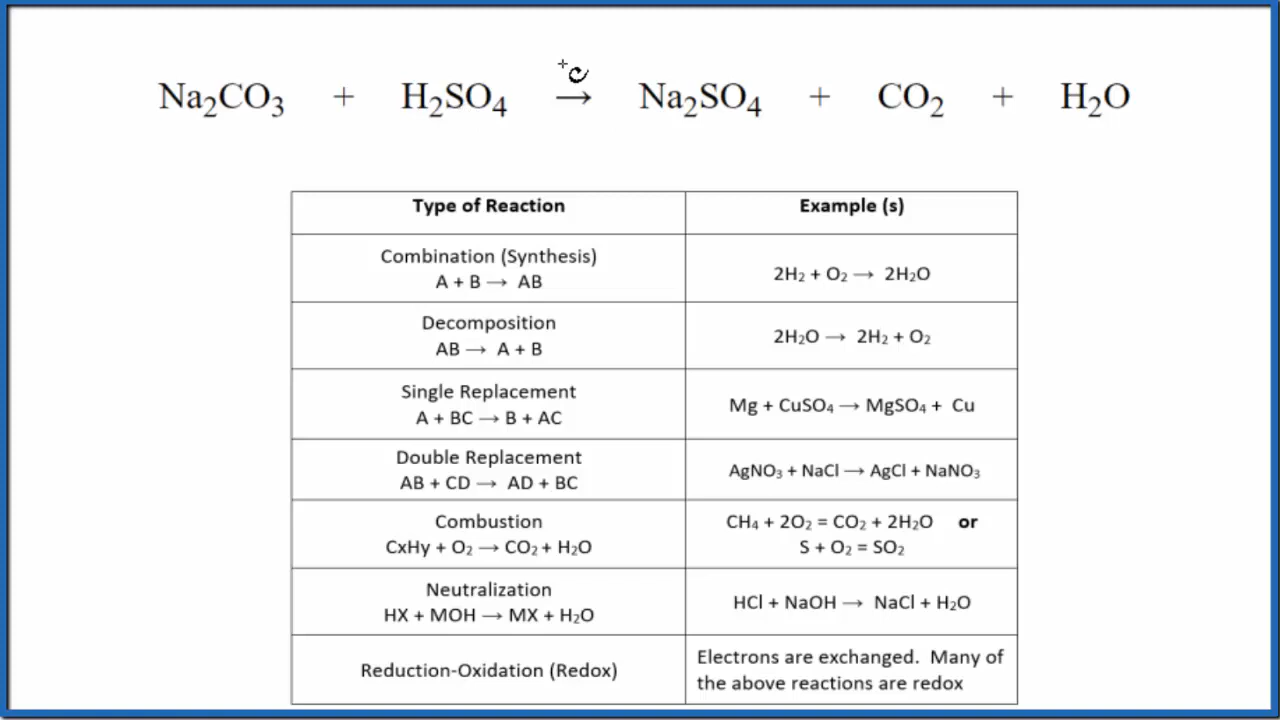 Na₂CO₃ + H₂SO₄ → Na₂SO₄ + CO₂ + H₂O
Type of Reaction
Example (s)
Combination (Synthesis)
A + B → AB
2H₂ + O₂ → 2H₂O
Decomposition
AB → A + B
2H₂O → 2H₂ + O₂
Single Replacement
A + BC → B + AC
Mg + CuSO₄ → MgSO₄ + Cu
Double Replacement
AB + CD → AD + BC
AgNO₃ + NaCl → AgCl + NaNO₃
Combustion
CxHy + O₂ → CO₂ + H₂O
CH₄ + 2O₂ = CO₂ + 2H₂O or
S + O₂ = SO₂
Neutralization
HX + MOH → MX + H₂O
HCl + NaOH → NaCl + H₂O
Reduction-Oxidation (Redox)
Electrons are exchanged. Many of
the above reactions are redox